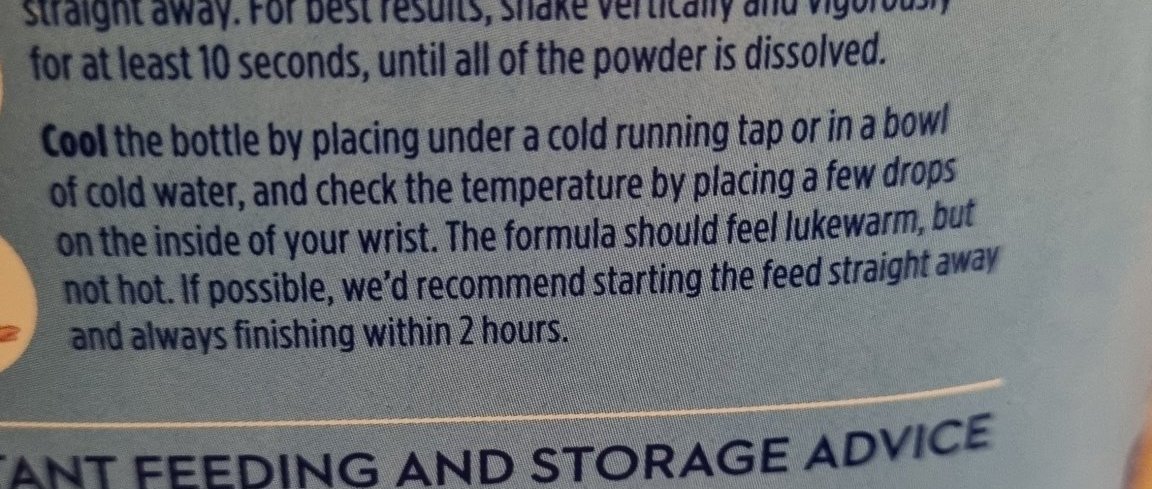 straight away. For best results, shake vertically and vigorously
for at least 10 seconds, until all of the powder is dissolved.
Cool the bottle by placing under a cold running tap or in a bowl
of cold water, and check the temperature by placing a few drops
on the inside of your wrist. The formula should feel lukewarm, but
not hot. If possible, we'd recommend starting the feed straight away
and always finishing within 2 hours.
FEEDING AND STORAGE ADVICE